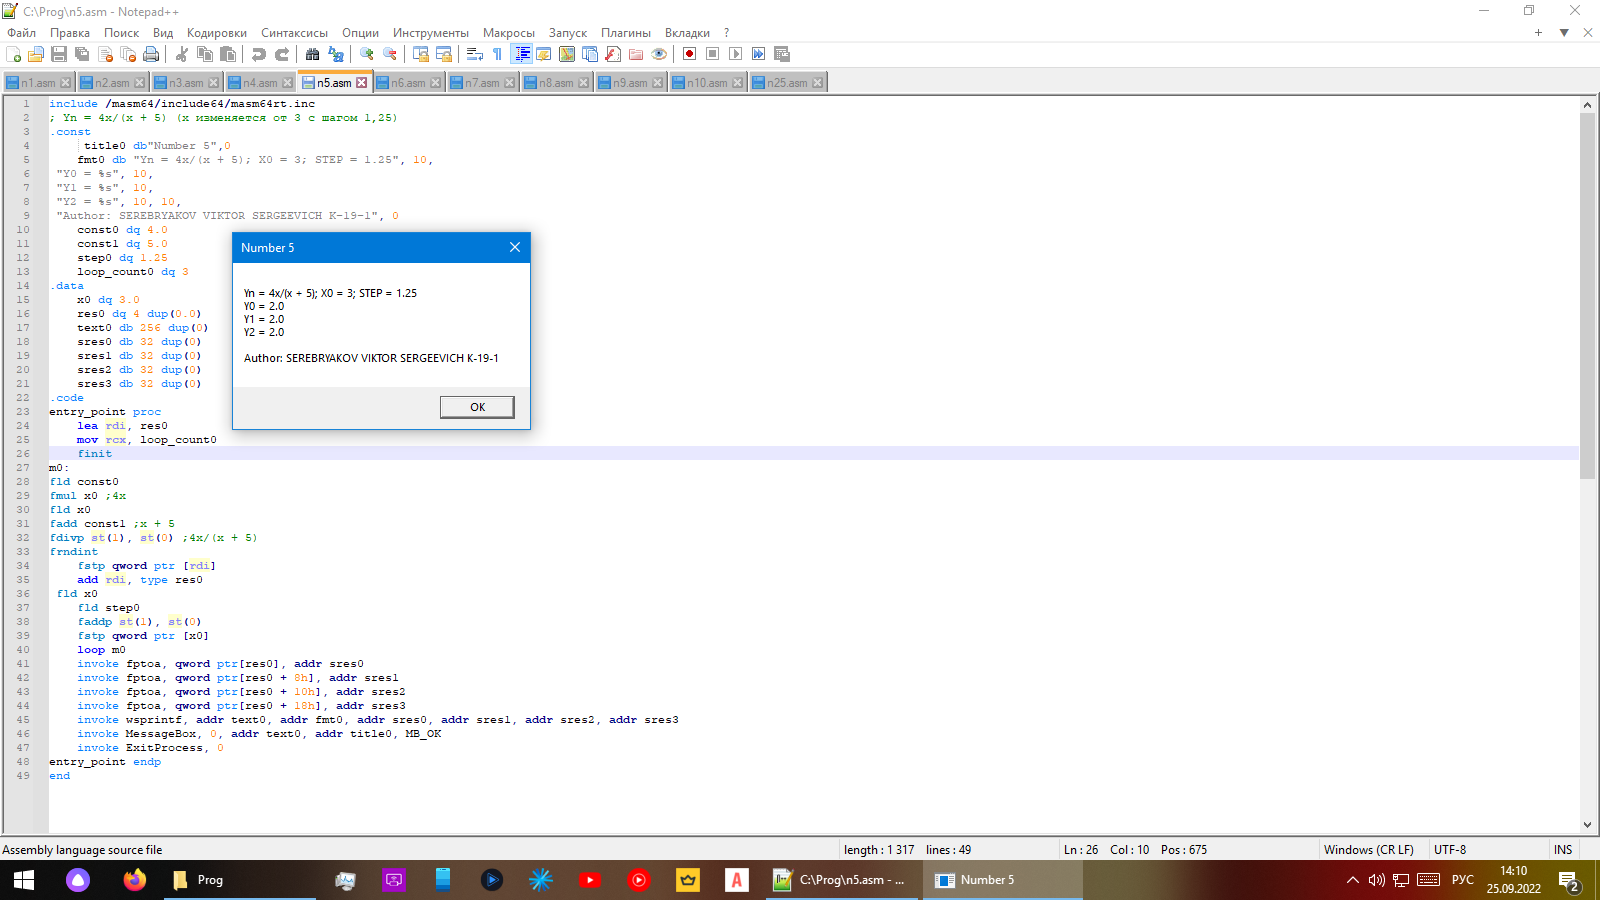 C:\Prog\n5.asm - Notepad++
Файл Правка Поиск Вид Кодировки Синтаксисы Опции Инструменты Макросы Запуск Плагины Вкладки ?
n1.asm n2.asm n3.asm n4.asm n5.asm n6.asm n7.asm n8.asm n9.asm n10.asm n25.asm
1 include /masm64/include64/masm64rt.inc
2 ; Yn = 4x/(x + 5) (x изменяется от 3 с шагом 1,25)
3 .const
4 title0 db"Number 5",0
5 fmt0 db "Yn = 4x/(x + 5); X0 = 3; STEP = 1.25", 10,
6 "Y0 = %s", 10,
7 "Y1 = %s", 10,
8 "Y2 = %s", 10, 10,
9 "Author: SEREBRYAKOV VIKTOR SERGEEVICH K-19-1", 0
10 const0 dq 4.0
11 const1 dq 5.0
12 step0 dq 1.25
13 loop_count0 dq 3
14 .data
15 x0 dq 3.0
16 res0 dq 4 dup(0.0)
17 text0 db 256 dup(0)
18 sres0 db 32 dup(0)
19 sres1 db 32 dup(0)
20 sres2 db 32 dup(0)
21 sres3 db 32 dup(0)
22 .code
23 entry_point proc
24 lea rdi, res0
25 mov rcx, loop_count0
26 finit
27 m0:
28 fld const0
29 fmul x0 ;4x
30 fld x0
31 fadd const1 ;x + 5
32 fdivp st(1), st(0) ;4x/(x + 5)
33 frndint
34 fstp qword ptr [rdi]
35 add rdi, type res0
36 fld x0
37 fld step0
38 faddp st(1), st(0)
39 fstp qword ptr [x0]
40 loop m0
41 invoke fptoa, qword ptr[res0], addr sres0
42 invoke fptoa, qword ptr[res0 + 8h], addr sres1
43 invoke fptoa, qword ptr[res0 + 10h], addr sres2
44 invoke fptoa, qword ptr[res0 + 18h], addr sres3
45 invoke wsprintf, addr text0, addr fmt0, addr sres0, addr sres1, addr sres2, addr sres3
46 invoke MessageBox, 0, addr text0, addr title0, MB_OK
47 invoke ExitProcess, 0
48 entry_point endp
49 end
Number 5
Yn = 4x/(x + 5); X0 = 3; STEP = 1.25
Y0 = 2.0
Y1 = 2.0
Y2 = 2.0
Author: SEREBRYAKOV VIKTOR SERGEEVICH K-19-1
OK
Assembly language source file length : 1 317 lines : 49 Ln : 26 Col : 10 Pos : 675 Windows (CR LF) UTF-8 INS
Prog C:\Prog\n5.asm - ... Number 5 РУС 14:10
25.09.2022 2